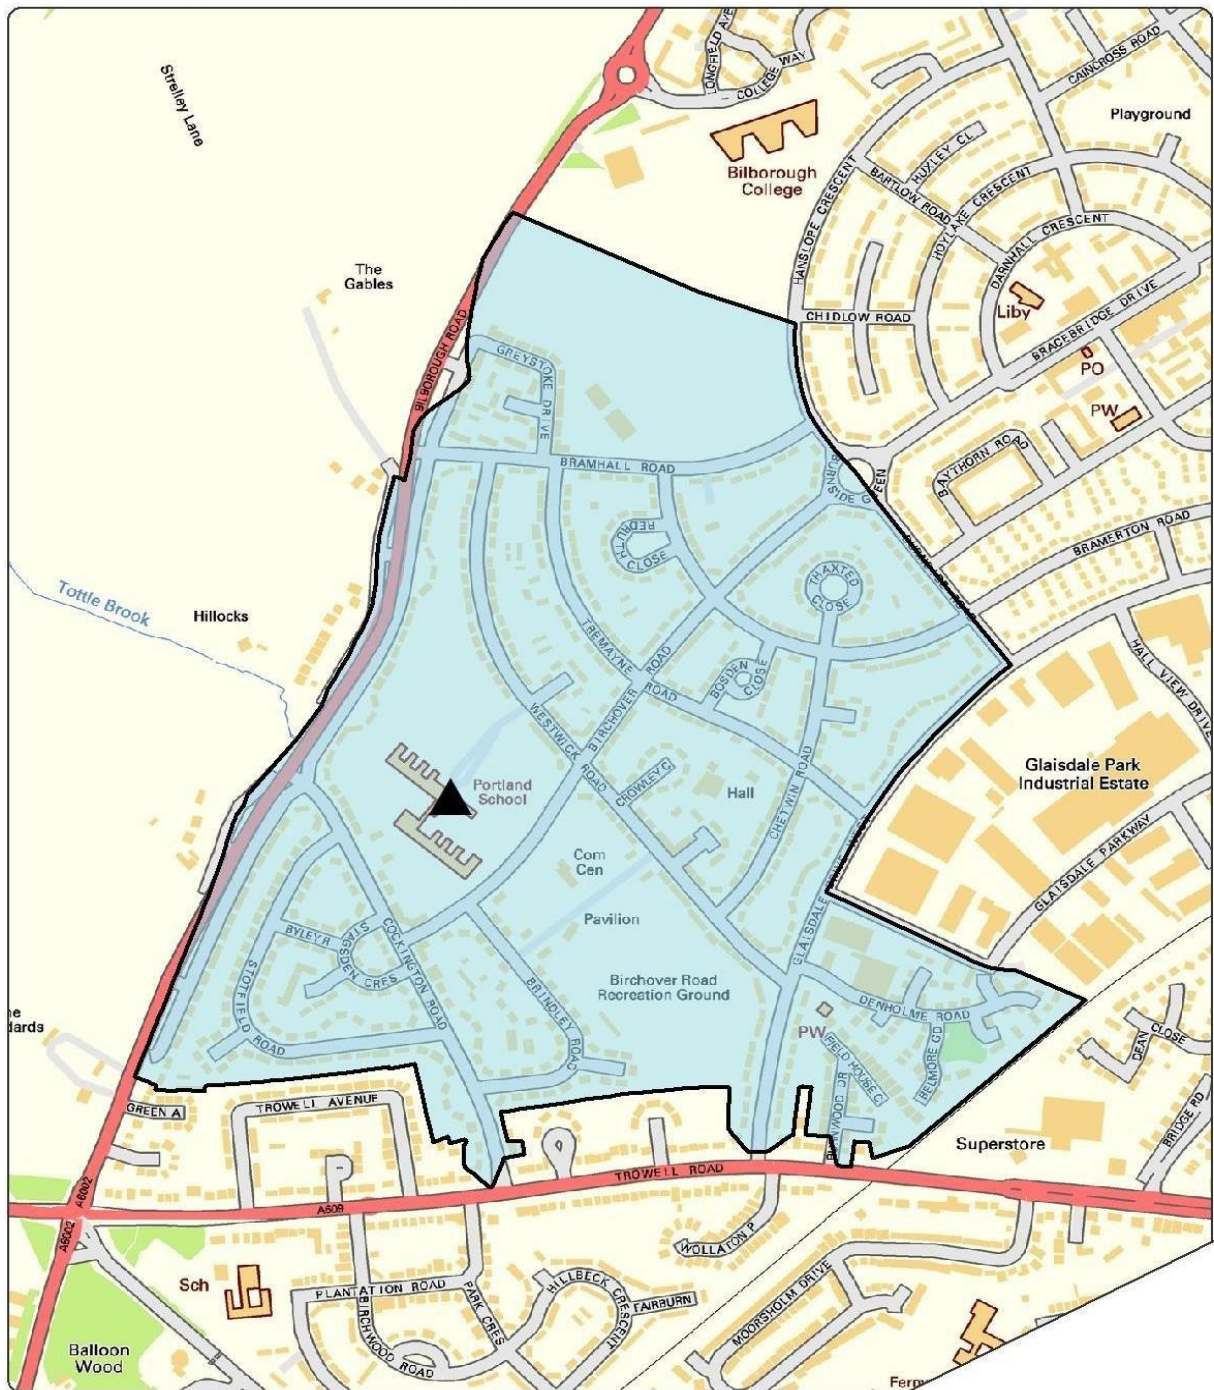 LONGFIELD AVE
COLLEGE WAY
CAINCROSS ROAD
Strelley Lane
Playground
Bilborough
College
HANSLOPE CRESCENT
BARTLOW ROAD
HUXLEY CL
HOYLAKE CRESCENT
DARNHALL CRESCENT
The
Gables
Liby
CHIDLOW ROAD
BRACEBRIDGE DRIVE
PO
BILBOROUGH ROAD
GREYSTOKE DRIVE
PW
BAYTHORN ROAD
BRAMHALL ROAD
BURNSIDE GREEN
BRAMERTON ROAD
REDRUTH CLOSE
THAXTED
CLOSE
Tottle Brook
Hillocks
TREMAYNE ROAD
BOSDEN
CLOSE
HALL VIEW DRIVE
BIRCHOVER ROAD
WESTWICK ROAD
CROWLEY C
CHETWIN ROAD
Portland
School
Hall
Glaisdale Park
Industrial Estate
Com
Cen
GLAISDALE PARKWAY
Pavilion
GLAISDALE
BYLEY R
STAGSDEN
CRES
COCKINGTON ROAD
STOTFIELD ROAD
BRINDLEY ROAD
Birchover Road
Recreation Ground
DENHOLME ROAD
PW
FIELD HOUSE C
BELMORE GD
DEAN CLOSE
GREEN A
TROWELL AVENUE
BRIDGE RD
Superstore
TROWELL ROAD
A6002
A6002
A609
WOLLATON P
Sch
PLANTATION ROAD
BIRCHWOOD ROAD
PARK CRES
HILLBECK CRESCENT
FAIRBURN
MOORSHOLM DRIVE
Balloon
Wood